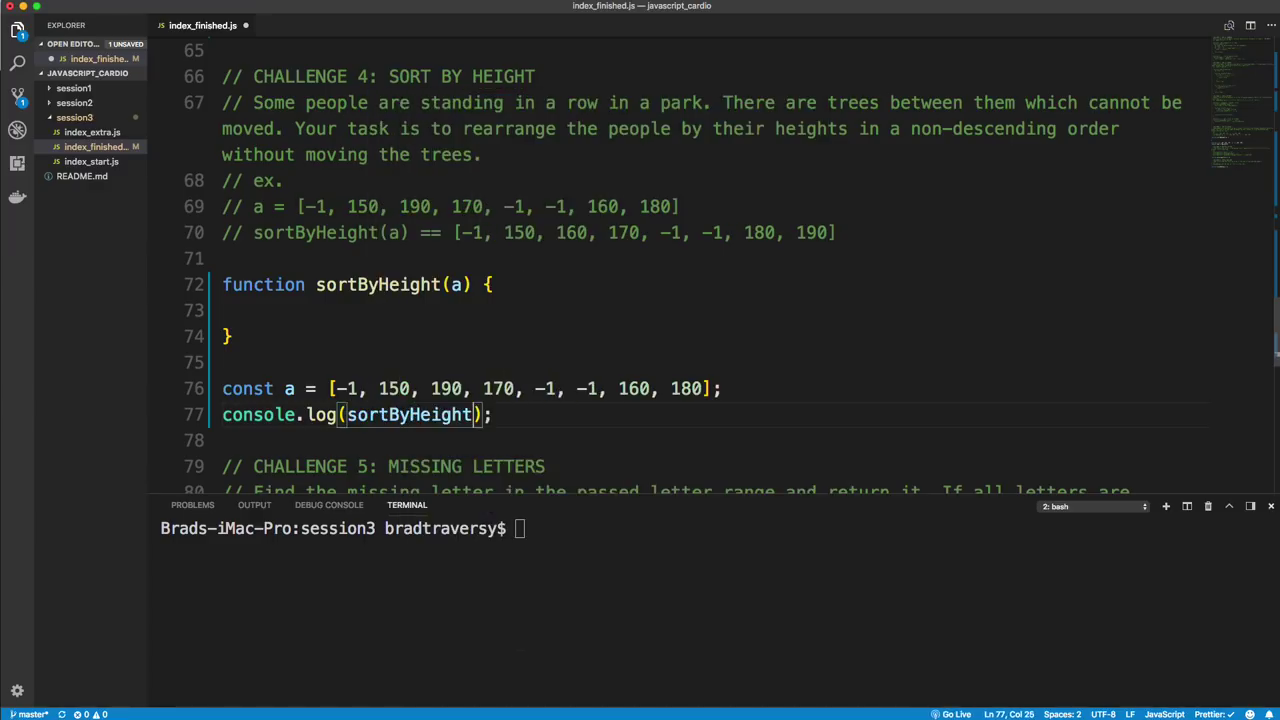 index_finished.js — javascript_cardio
EXPLORER
index_finished.js
OPEN EDITO... 1 UNSAVED
index_finishe... M
JAVASCRIPT_CARDIO
session1
session2
session3
index_extra.js
index_finished... M
index_start.js
README.md
1
1
65
66 // CHALLENGE 4: SORT BY HEIGHT
67 // Some people are standing in a row in a park. There are trees between them which cannot be
moved. Your task is to rearrange the people by their heights in a non-descending order
without moving the trees.
68 // ex.
69 // a = [-1, 150, 190, 170, -1, -1, 160, 180]
70 // sortByHeight(a) == [-1, 150, 160, 170, -1, -1, 180, 190]
71
72 function sortByHeight(a) {
73
74 }
75
76 const a = [-1, 150, 190, 170, -1, -1, 160, 180];
77 console.log(sortByHeight);
78
79 // CHALLENGE 5: MISSING LETTERS
80 // Find the missing letter in the passed letter range and return it. If all letters are
PROBLEMS OUTPUT DEBUG CONSOLE TERMINAL 2: bash
Brads-iMac-Pro:session3 bradtraversy$
master* 0 0 Go Live Ln 77, Col 25 Spaces: 2 UTF-8 LF JavaScript Prettier: ✓